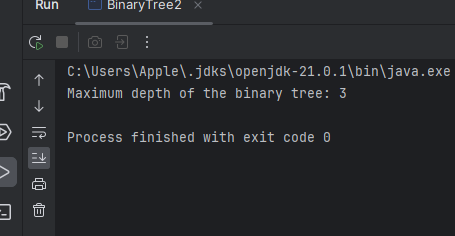 Run
BinaryTree2
C:\Users\Apple\.jdks\openjdk-21.0.1\bin\java.exe
Maximum depth of the binary tree: 3
Process finished with exit code 0